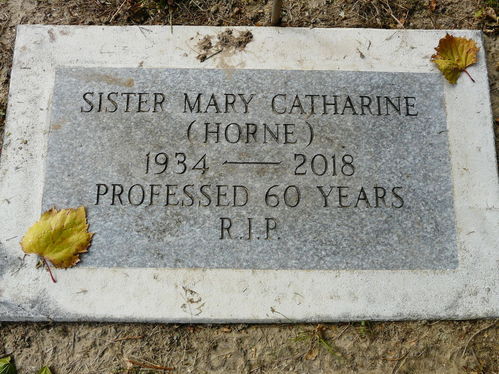 SISTER MARY CATHARINE
(HORNE)
1934 — 2018
PROFESSED 60 YEARS
R.I.P.